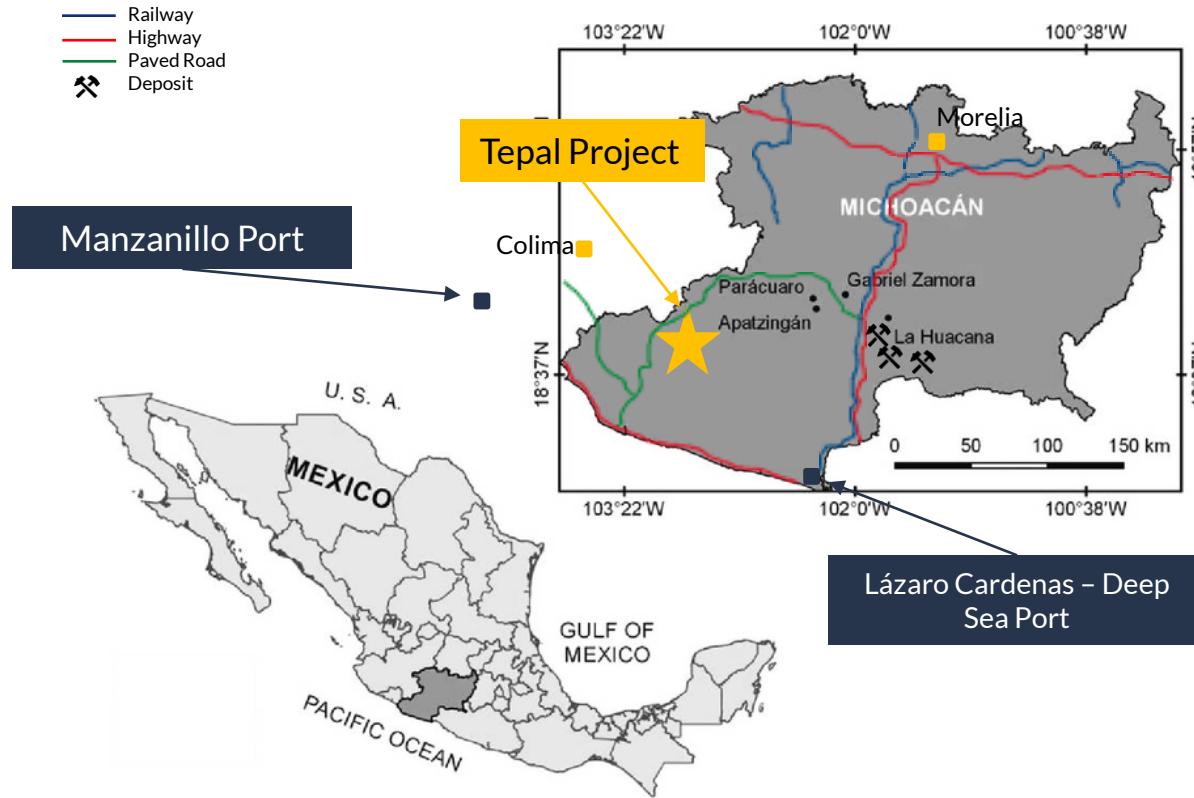 Railway
Highway
Paved Road
Deposit
103°22'W
102°0'W
100°38'W
Morelia
Tepal Project
MICHOACÁN
Manzanillo Port
Colima
Parácuaro
Gabriel Zamora
Apatzingán
La Huacana
18°37'N
0 50 100 150 km
103°22'W
102°0'W
100°38'W
U. S. A.
MEXICO
Lázaro Cardenas – Deep
Sea Port
GULF OF
MEXICO
PACIFIC OCEAN